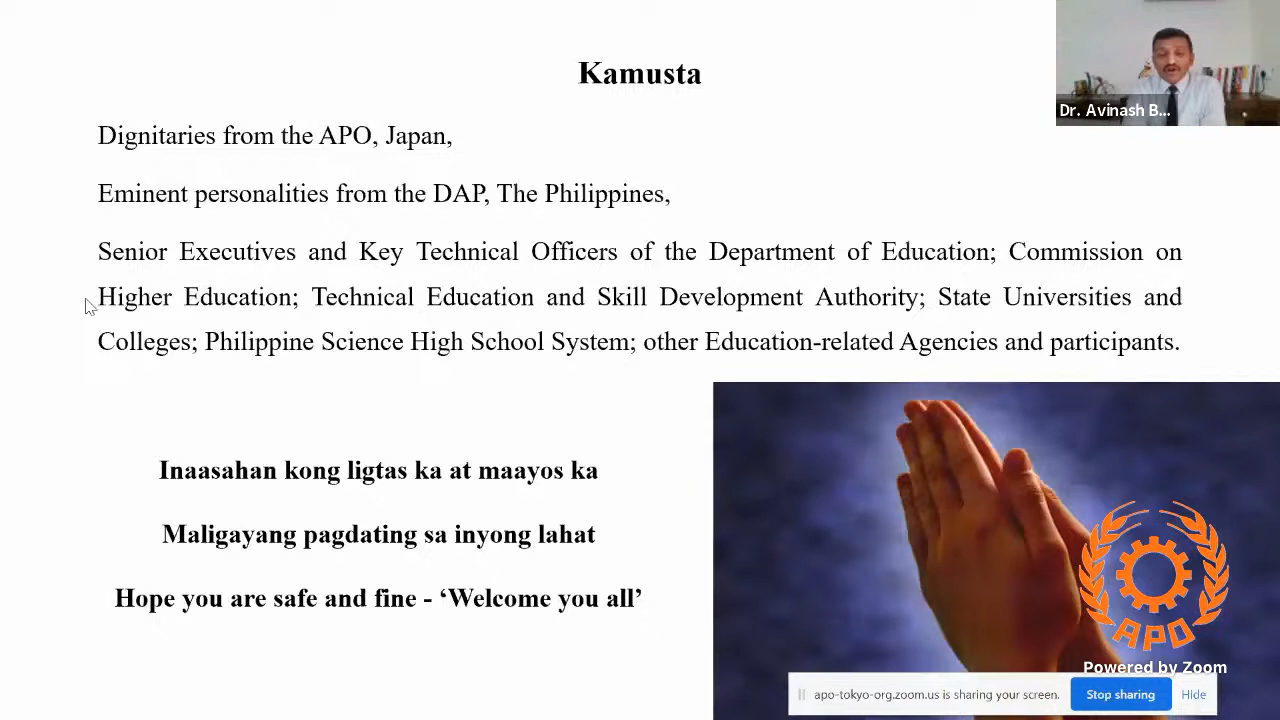 Kamusta
Dr. Avinash B...
Dignitaries from the APO, Japan,
Eminent personalities from the DAP, The Philippines,
Senior Executives and Key Technical Officers of the Department of Education; Commission on
Higher Education; Technical Education and Skill Development Authority; State Universities and
Colleges; Philippine Science High School System; other Education-related Agencies and participants.
Inaasahan kong ligtas ka at maayos ka
Maligayang pagdating sa inyong lahat
Hope you are safe and fine - ‘Welcome you all’
APO
Powered by Zoom
apo-tokyo-org.zoom.us is sharing your screen.
Stop sharing
Hide